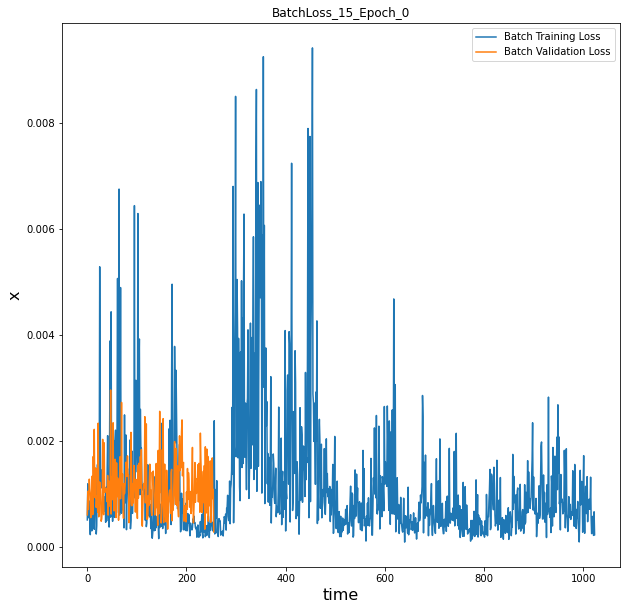 BatchLoss_15_Epoch_0
Batch Training Loss
Batch Validation Loss
0.008
0.006
0.004
0.002
0.000
x
0 200 400 600 800 1000
time